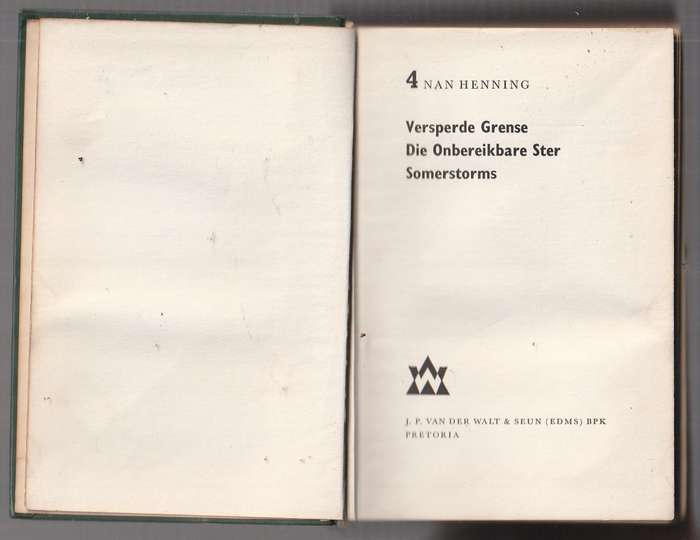 4 NAN HENNING
Versperde Grense
Die Onbereikbare Ster
Somerstorms
J. P. VAN DER WALT & SEUN (EDMS) BPK
PRETORIA